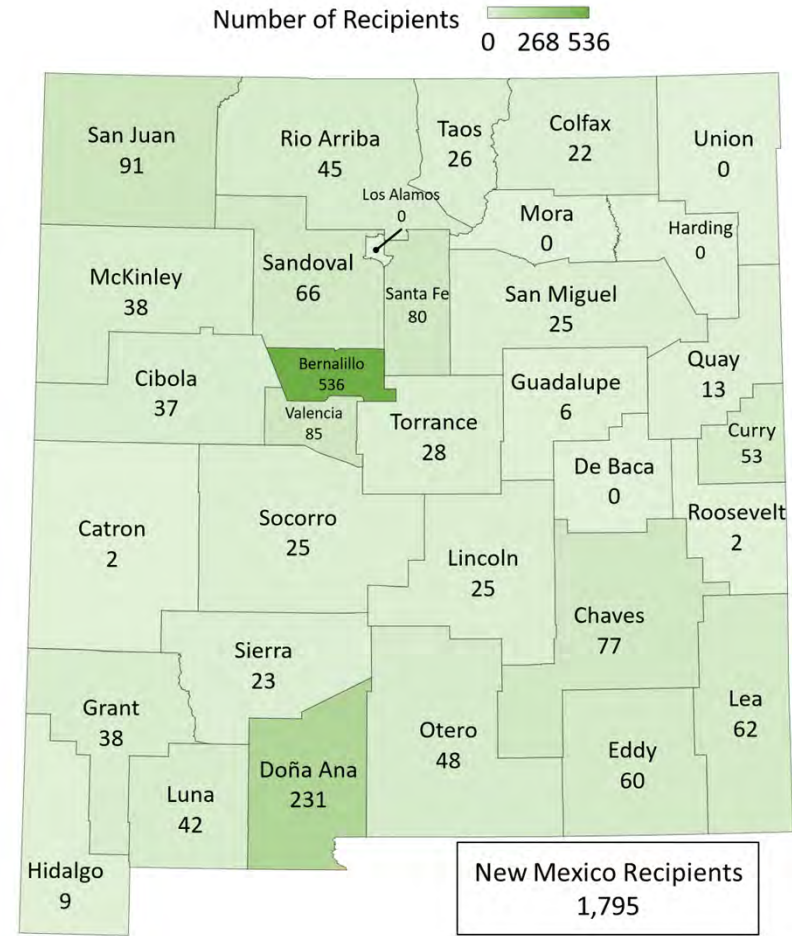 Number of Recipients
0 268 536
San Juan
91
Rio Arriba
45
Taos
26
Colfax
22
Union
0
Los Alamos
0
Mora
0
Harding
0
McKinley
38
Sandoval
66
Santa Fe
80
San Miguel
25
Bernalillo
536
Cibola
37
Valencia
85
Torrance
28
Guadalupe
6
Quay
13
Curry
53
De Baca
0
Roosevelt
2
Catron
2
Socorro
25
Lincoln
25
Chaves
77
Sierra
23
Grant
38
Lea
62
Otero
48
Eddy
60
Doña Ana
231
Luna
42
Hidalgo
9
New Mexico Recipients
1,795